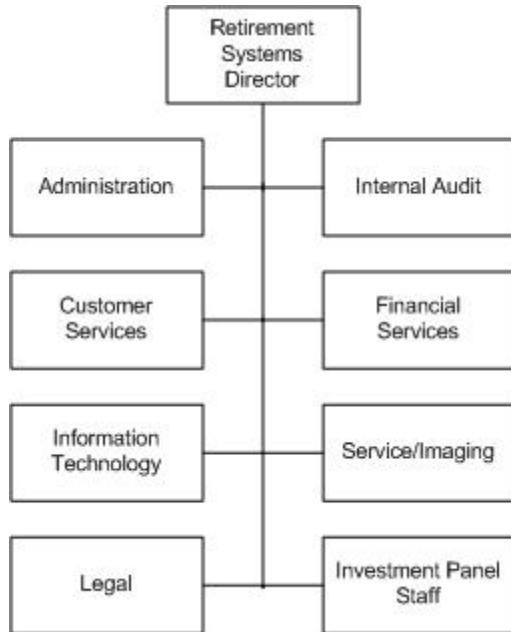 Retirement
Systems
Director
Administration
Internal Audit
Customer
Services
Financial
Services
Information
Technology
Service/Imaging
Legal
Investment Panel
Staff